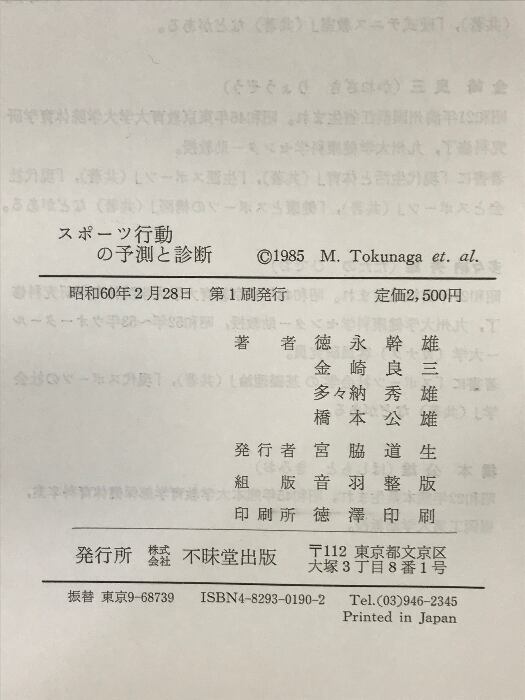 スポーツ行動
の予測と診断 ©1985 M. Tokunaga et. al.
昭和60年2月28日 第1刷発行 定価2,500円
著者 徳永幹雄
金崎良三
多々納秀雄
橋本公雄
発行者 宮脇道生
組版 音羽整版
印刷所 徳澤印刷
発行所 株式会社 不昧堂出版 〒112 東京都文京区
大塚3丁目8番1号
振替 東京9-68739 ISBN4-8293-0190-2 Tel.(03)946-2345
Printed in Japan